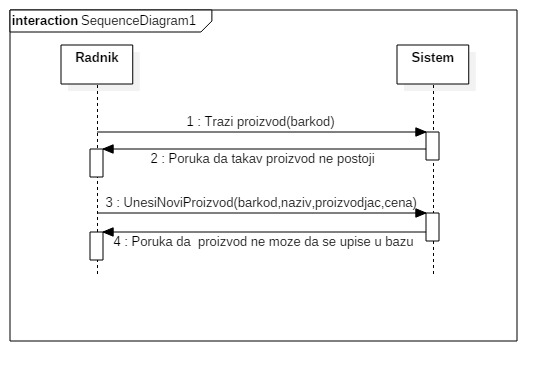 interaction SequenceDiagram1
Radnik
Sistem
1 : Trazi proizvod(barkod)
2 : Poruka da takav proizvod ne postoji
3 : UnesiNoviProizvod(barkod,naziv,proizvodjac,cena)
4 : Poruka da  proizvod ne moze da se upise u bazu